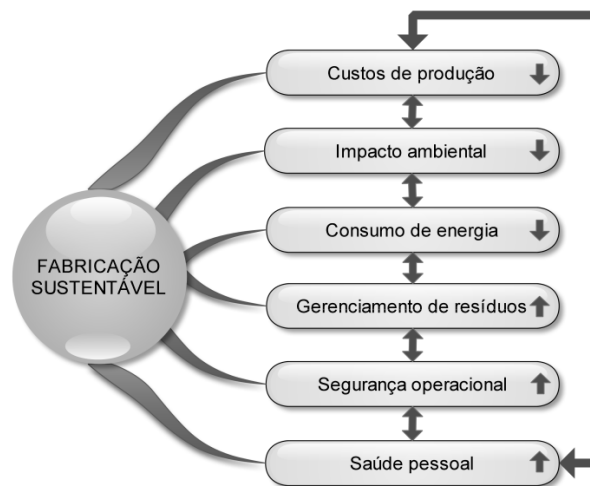 Custos de produção
Impacto ambiental
Consumo de energia
FABRICAÇÃO
SUSTENTÁVEL
Gerenciamento de resíduos
Segurança operacional
Saúde pessoal